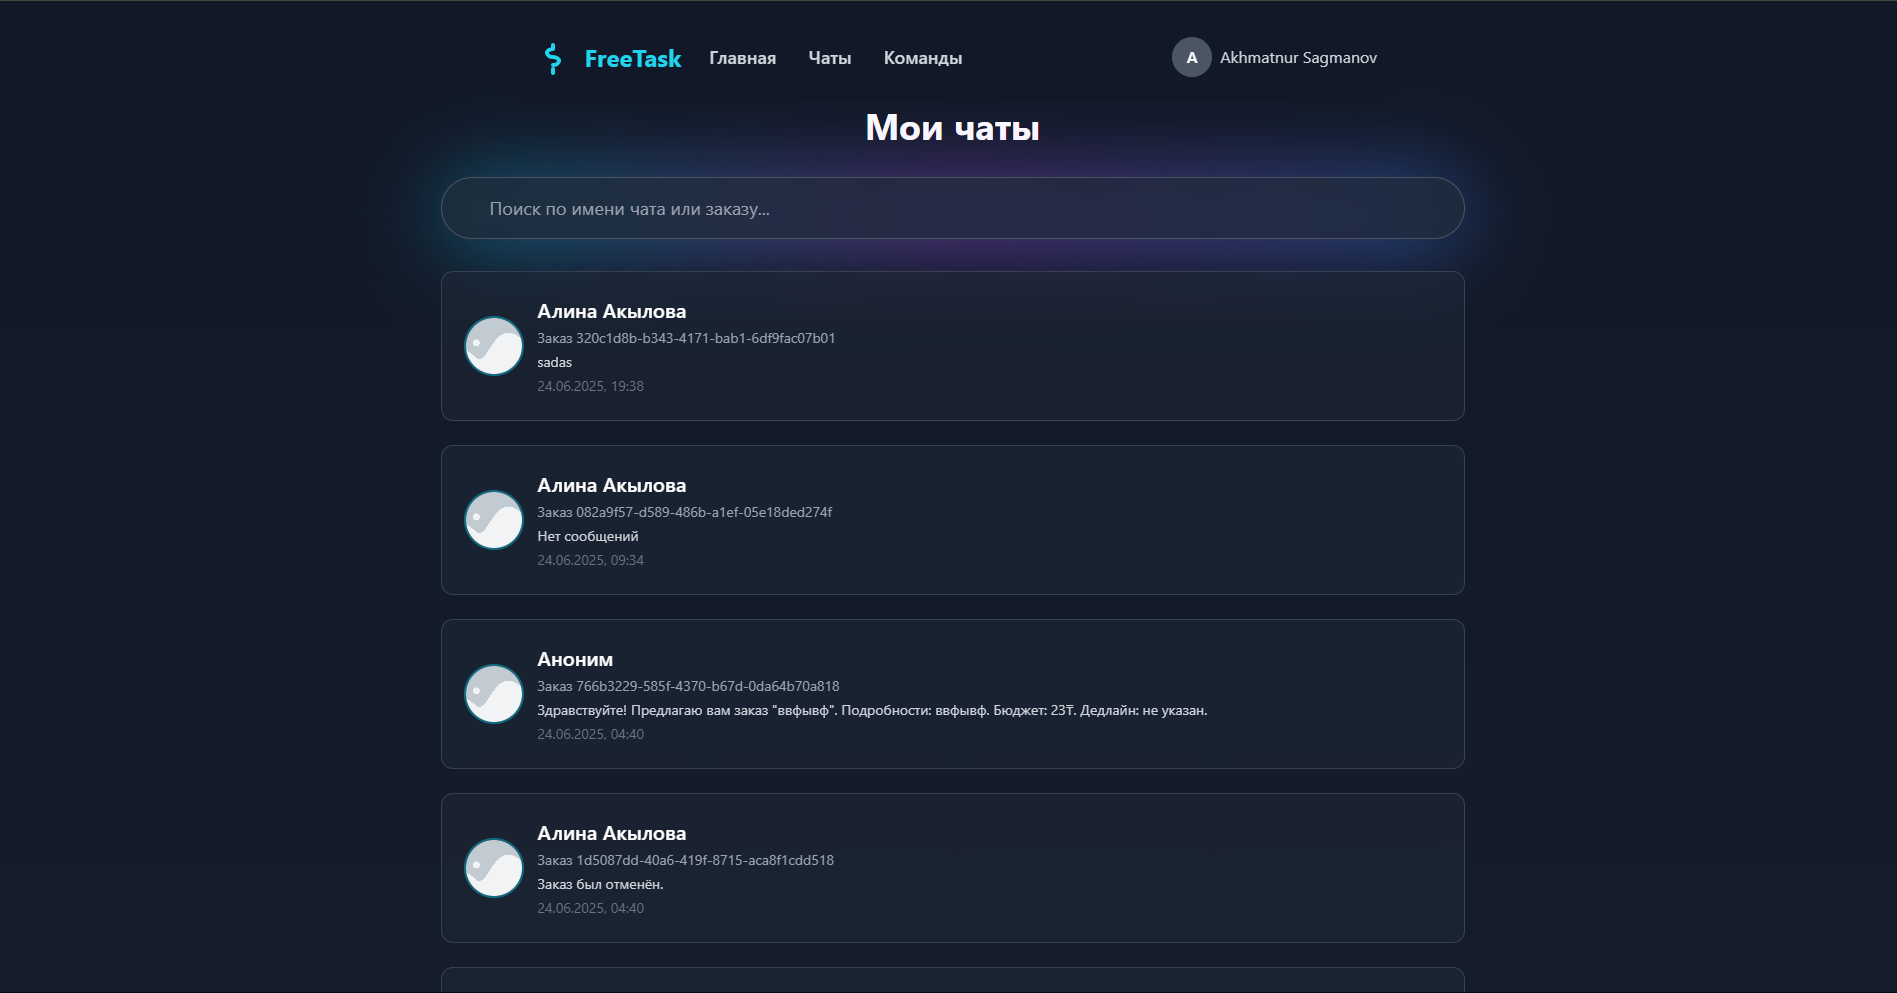 FreeTask Главная Чаты Команды A Akhmatnur Sagmanov
Мои чаты
Поиск по имени чата или заказу...
Алина Акылова
Заказ 320c1d8b-b343-4171-bab1-6df9fac07b01
sadas
24.06.2025, 19:38
Алина Акылова
Заказ 082a9f57-d589-486b-a1ef-05e18ded274f
Нет сообщений
24.06.2025, 09:34
Аноним
Заказ 766b3229-585f-4370-b67d-0da64b70a818
Здравствуйте! Предлагаю вам заказ "ввфывф". Подробности: ввфывф. Бюджет: 23₸. Дедлайн: не указан.
24.06.2025, 04:40
Алина Акылова
Заказ 1d5087dd-40a6-419f-8715-aca8f1cdd518
Заказ был отменён.
24.06.2025, 04:40